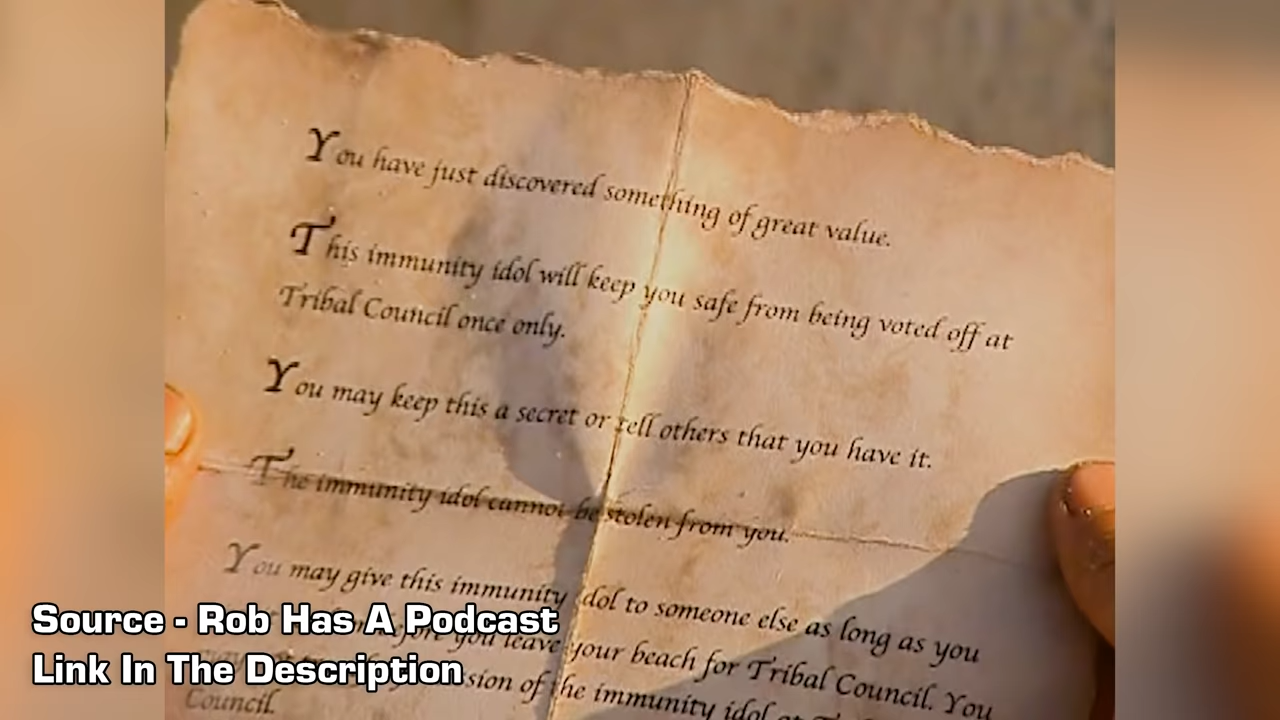 You have just discovered something of great value.
This immunity idol will keep you safe from being voted off at
Tribal Council once only.
You may keep this a secret or tell others that you have it.
The immunity idol cannot be stolen from you.
You may give this immunity idol to someone else as long as you
before you leave your beach for Tribal Council. You
possession of the immunity idol at
Council.
Source - Rob Has A Podcast
Link In The Description